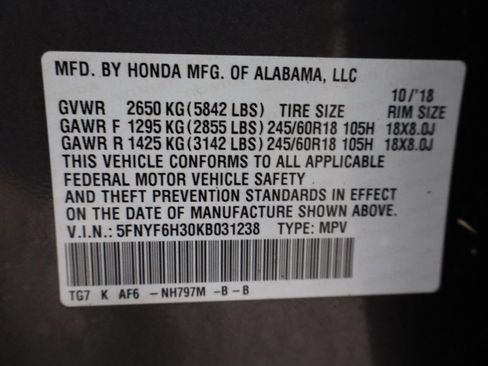 MFD. BY HONDA MFG. OF ALABAMA, LLC
10/'18
GVWR 2650 KG(5842 LBS) TIRE SIZE RIM SIZE
GAWR F 1295 KG(2855 LBS)245/60R18 105H 18X8.0J
GAWR R 1425 KG(3142 LBS)245/60R18 105H 18X8.0J
THIS VEHICLE CONFORMS TO ALL APPLICABLE
FEDERAL MOTOR VEHICLE SAFETY
AND THEFT PREVENTION STANDARDS IN EFFECT
ON THE DATE OF MANUFACTURE SHOWN ABOVE.
V.I.N.: 5FNYF6H30KB031238 TYPE: MPV
TG7 K AF6 -NH797M -B - B